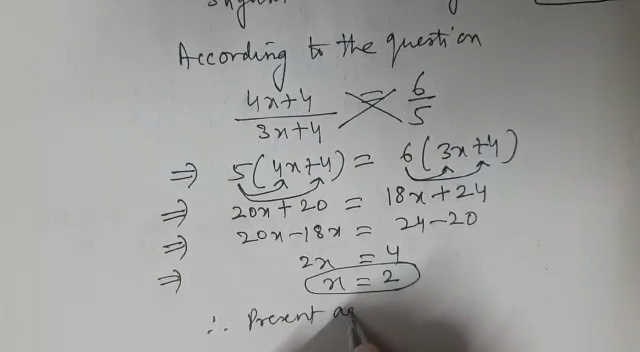 According to the question
4x+4 / 3x+4 = 6 / 5
⇒ 5(4x+4) = 6(3x+4)
⇒ 20x+20 = 18x+24
⇒ 20x-18x = 24-20
2x = 4
⇒ x = 2
∴ Present ag